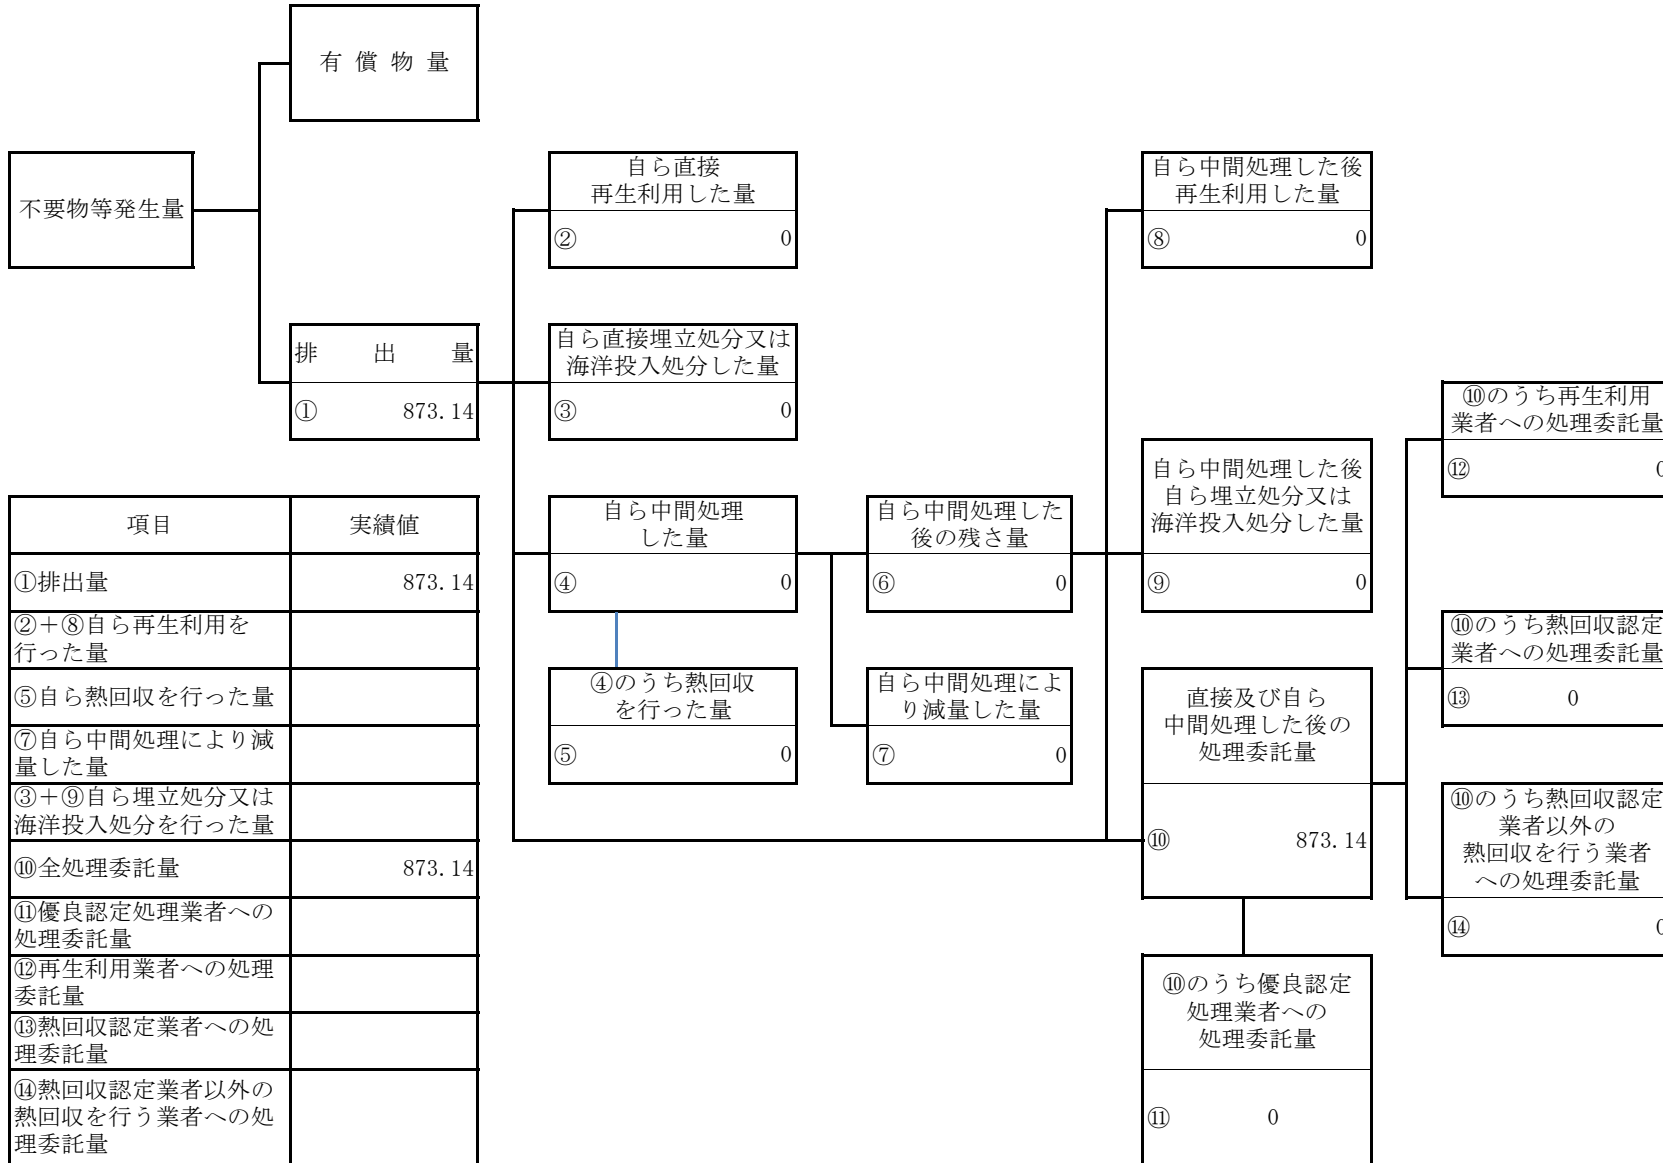 有償物量
不要物等発生量
排出量
① 873.14
自ら直接
再生利用した量
② 0
自ら直接埋立処分又は
海洋投入処分した量
③ 0
自ら中間処理
した量
④ 0
④のうち熱回収
を行った量
⑤ 0
自ら中間処理した
後の残さ量
⑥ 0
自ら中間処理によ
り減量した量
⑦ 0
自ら中間処理した後
再生利用した量
⑧ 0
自ら中間処理した後
自ら埋立処分又は
海洋投入処分した量
⑨ 0
直接及び自ら
中間処理した後の
処理委託量
⑩ 873.14
⑩のうち優良認定
処理業者への
処理委託量
⑪ 0
⑩のうち再生利用
業者への処理委託量
⑫ 0
⑩のうち熱回収認定
業者への処理委託量
⑬ 0
⑩のうち熱回収認定
業者以外の
熱回収を行う業者
への処理委託量
⑭ 0
項目 実績値
①排出量 873.14
②＋⑧自ら再生利用を
行った量
⑤自ら熱回収を行った量
⑦自ら中間処理により減
量した量
③＋⑨自ら埋立処分又は
海洋投入処分を行った量
⑩全処理委託量 873.14
⑪優良認定処理業者への
処理委託量
⑫再生利用業者への処理
委託量
⑬熱回収認定業者への処
理委託量
⑭熱回収認定業者以外の
熱回収を行う業者への処
理委託量